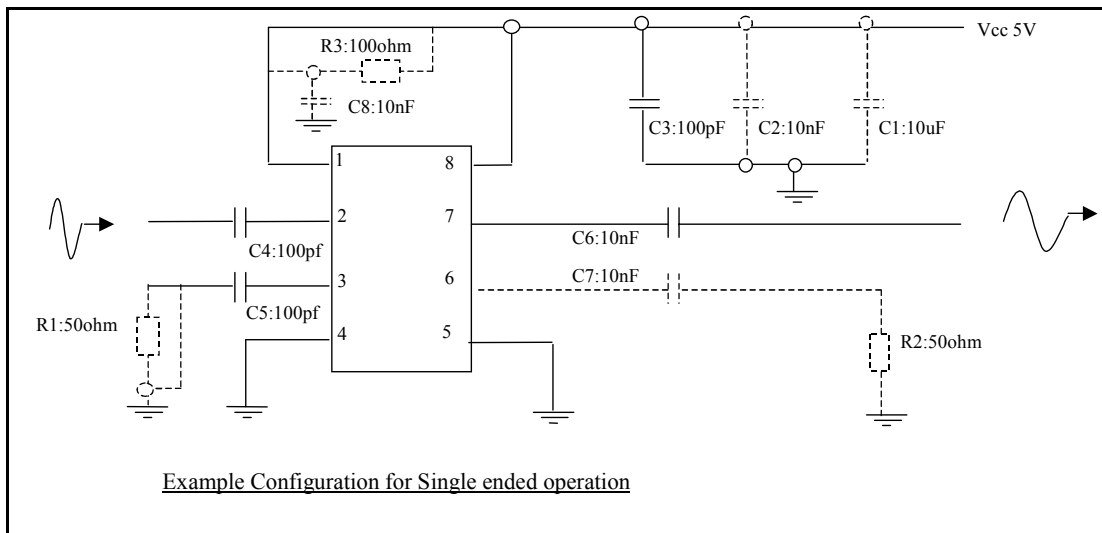 Vcc 5V
R3:100ohm
C8:10nF
C3:100pF
C2:10nF
C1:10uF
1
8
2
7
C4:100pf
C6:10nF
3
6
C7:10nF
C5:100pf
R1:50ohm
4
5
R2:50ohm
Example Configuration for Single ended operation